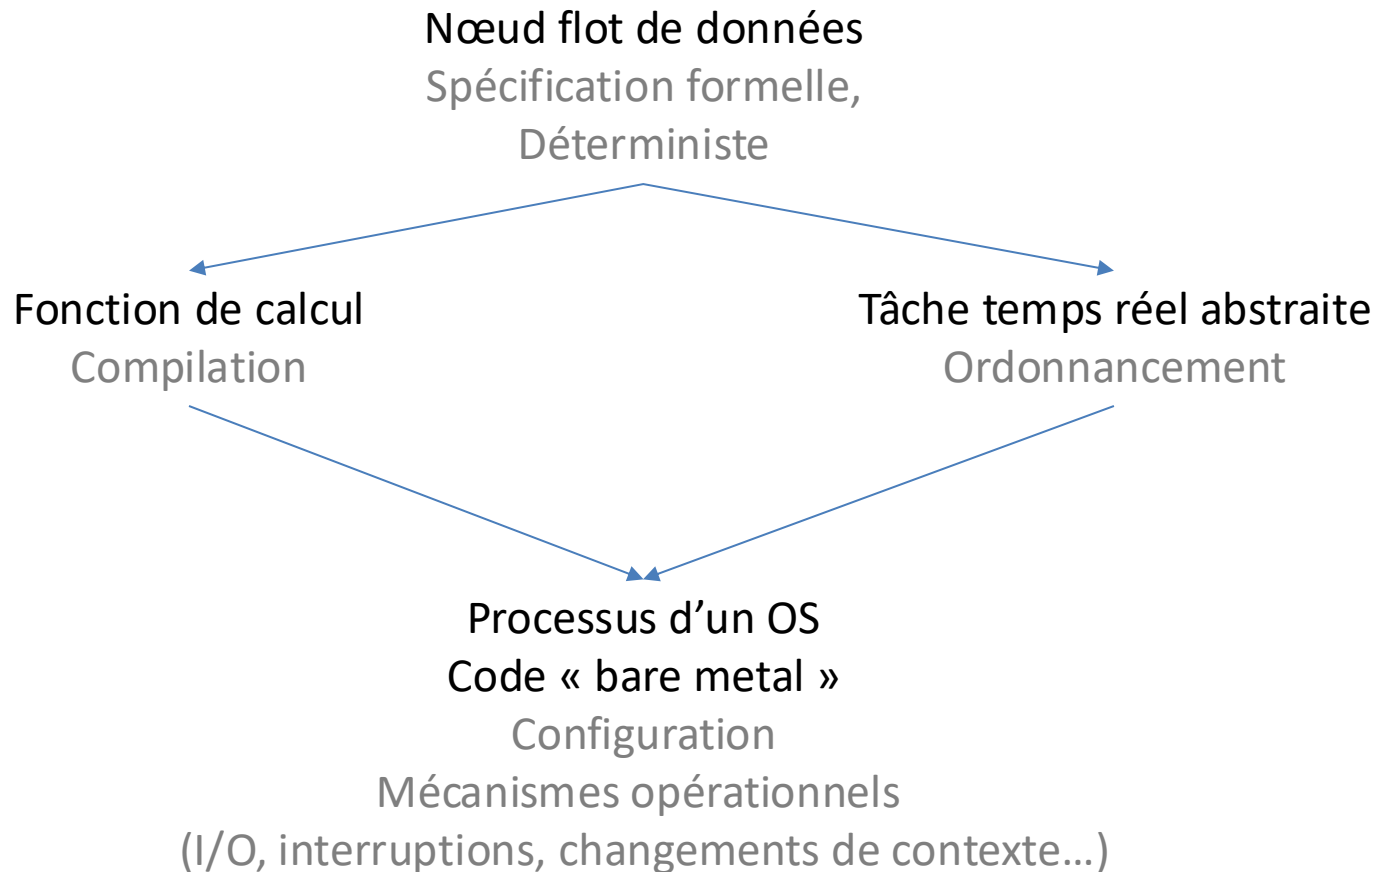 Nœud flot de données
Spécification formelle,
Déterministe
Fonction de calcul
Compilation
Tâche temps réel abstraite
Ordonnancement
Processus d’un OS
Code « bare metal »
Configuration
Mécanismes opérationnels
(I/O, interruptions, changements de contexte…)